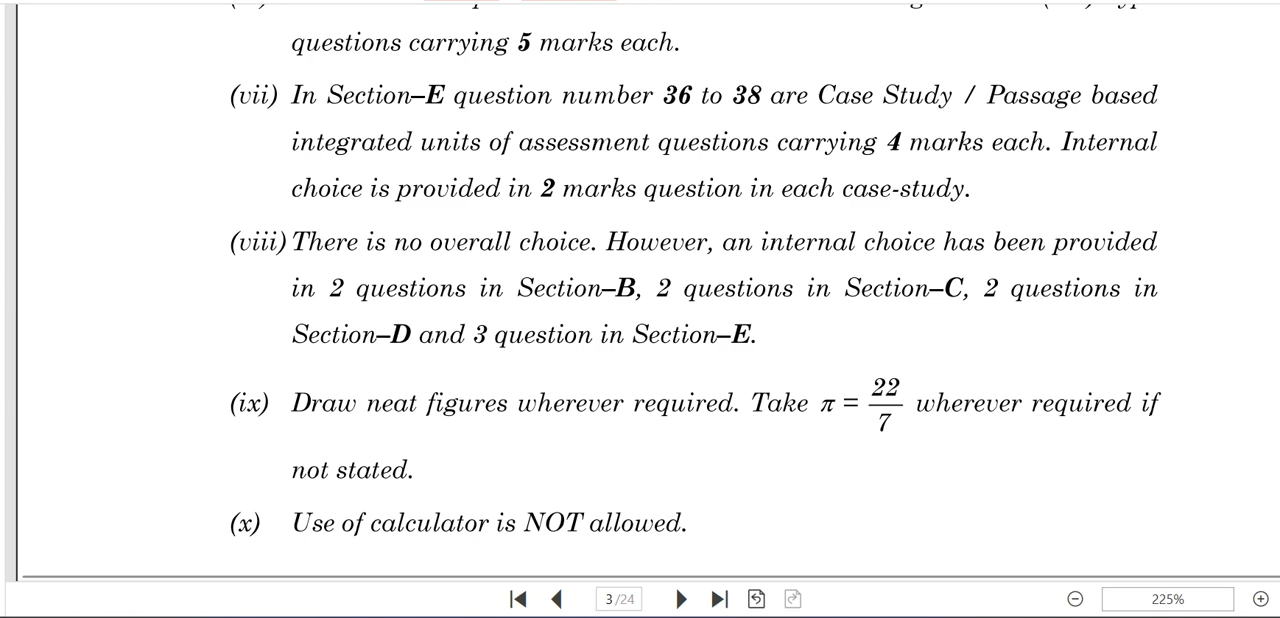 questions carrying 5 marks each.
(vii) In Section–E question number 36 to 38 are Case Study / Passage based
integrated units of assessment questions carrying 4 marks each. Internal
choice is provided in 2 marks question in each case-study.
(viii) There is no overall choice. However, an internal choice has been provided
in 2 questions in Section–B, 2 questions in Section–C, 2 questions in
Section–D and 3 question in Section–E.
(ix) Draw neat figures wherever required. Take π = 22/7 wherever required if
not stated.
(x) Use of calculator is NOT allowed.
3 /24 225%